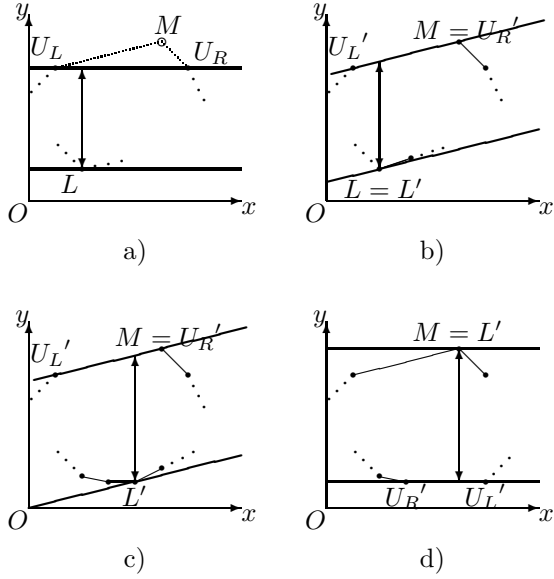 y
M
U_L
U_R
L
O
x
a)
y
M = U_R′
U_L′
L = L′
O
x
b)
y
M = U_R′
U_L′
L′
O
x
c)
y
M = L′
U_R′
U_L′
O
x
d)